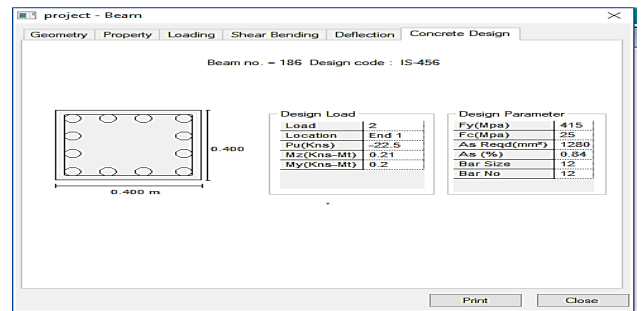 project - Beam
Geometry Property Loading Shear Bending Deflection Concrete Design
Beam no. = 186 Design code : IS-456
Design Load
Load 2
Location End 1
Pu(Kns) -22.5
Mz(Kns-Mt) 0.21
My(Kns-Mt) 0.2
Design Parameter
Fy(Mpa) 415
Fc(Mpa) 25
As Reqd(mm²) 1280
As (%) 0.84
Bar Size 12
Bar No 12
0.400
0.400 m
Print Close